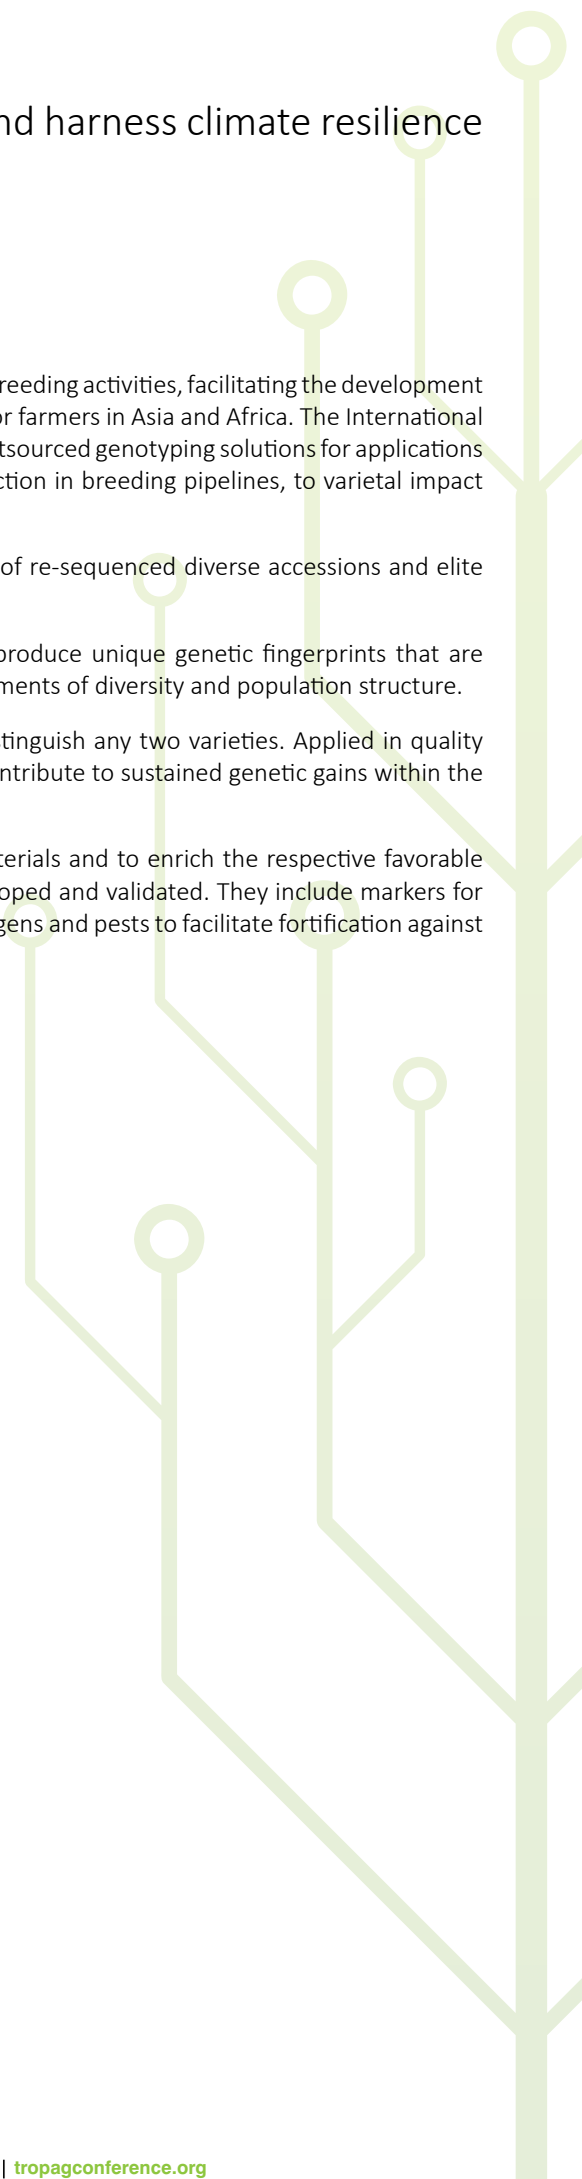 nd harness climate resilience
reeding activities, facilitating the development
or farmers in Asia and Africa. The International
tsourced genotyping solutions for applications
ction in breeding pipelines, to varietal impact
of re-sequenced diverse accessions and elite
produce unique genetic fingerprints that are
ments of diversity and population structure.
stinguish any two varieties. Applied in quality
ntribute to sustained genetic gains within the
terials and to enrich the respective favorable
oped and validated. They include markers for
gens and pests to facilitate fortification against
| tropagconference.org